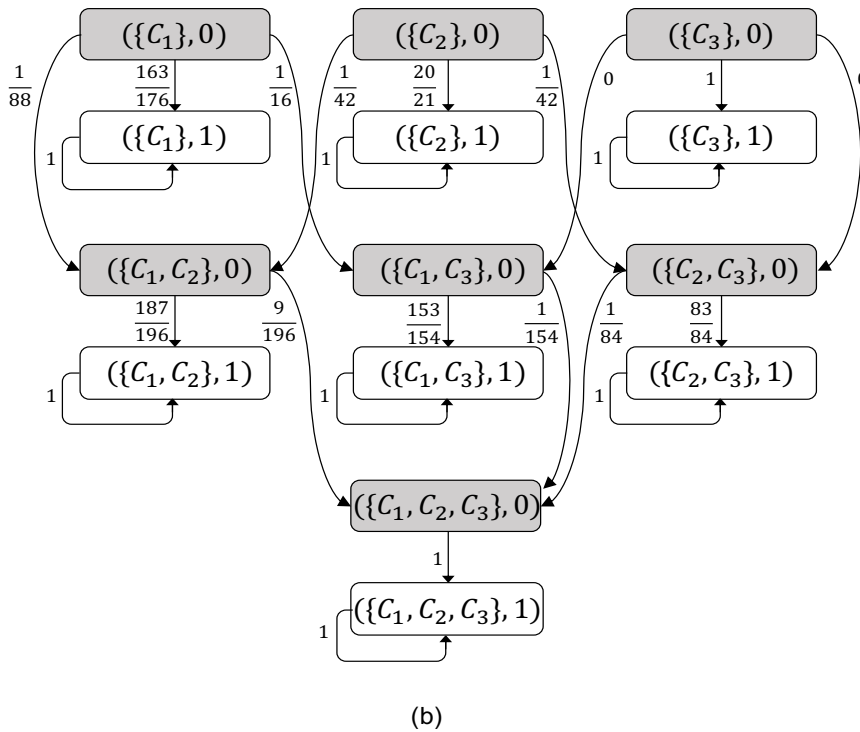 ({C₁}, 0) ({C₂}, 0) ({C₃}, 0)
1/88 163/176 1/16 1/42 20/21 1/42 0 1
({C₁}, 1) ({C₂}, 1) ({C₃}, 1)
1 1 1
({C₁, C₂}, 0) ({C₁, C₃}, 0) ({C₂, C₃}, 0)
187/196 9/196 153/154 1/154 1/84 83/84
({C₁, C₂}, 1) ({C₁, C₃}, 1) ({C₂, C₃}, 1)
1 1 1
({C₁, C₂, C₃}, 0)
1
({C₁, C₂, C₃}, 1)
1
(b)